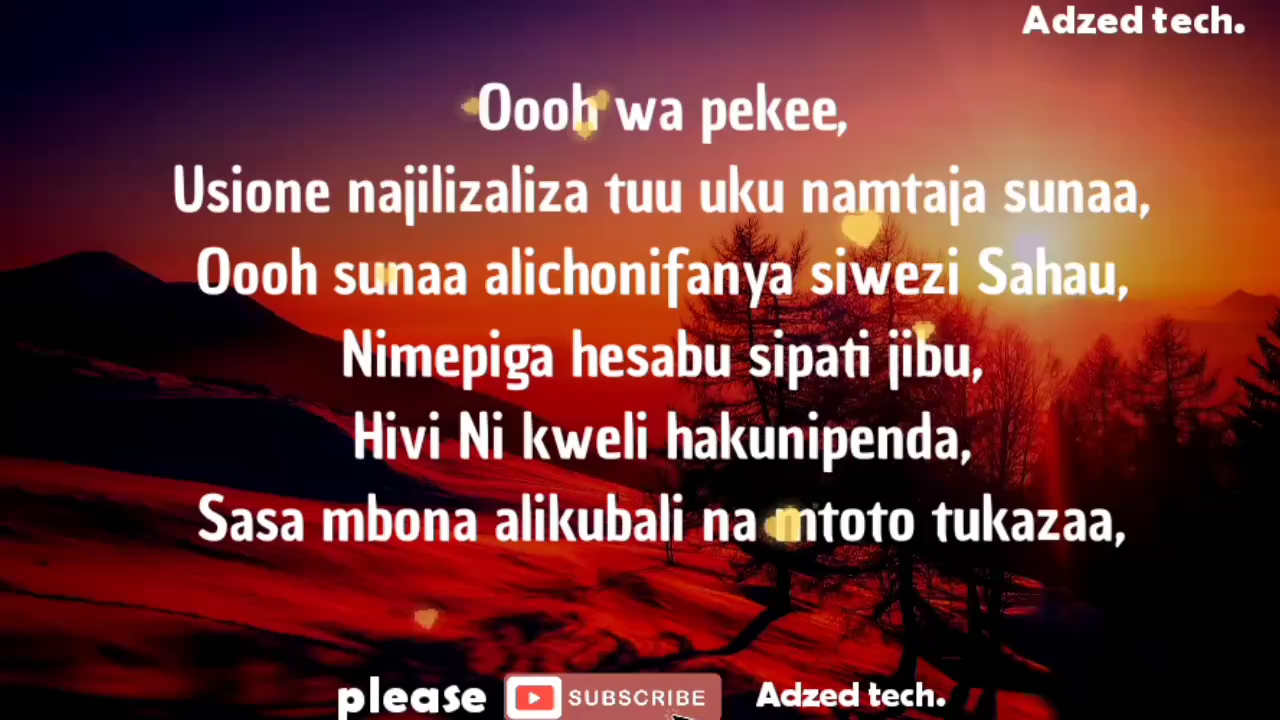 Adzed tech.
Oooh wa pekee,
Usione najilizaliza tuu uku namtaja sunaa,
Oooh sunaa alichonifanya siwezi Sahau,
Nimepiga hesabu sipati jibu,
Hivi Ni kweli hakunipenda,
Sasa mbona alikubali na mtoto tukazaa,
please SUBSCRIBE Adzed tech.